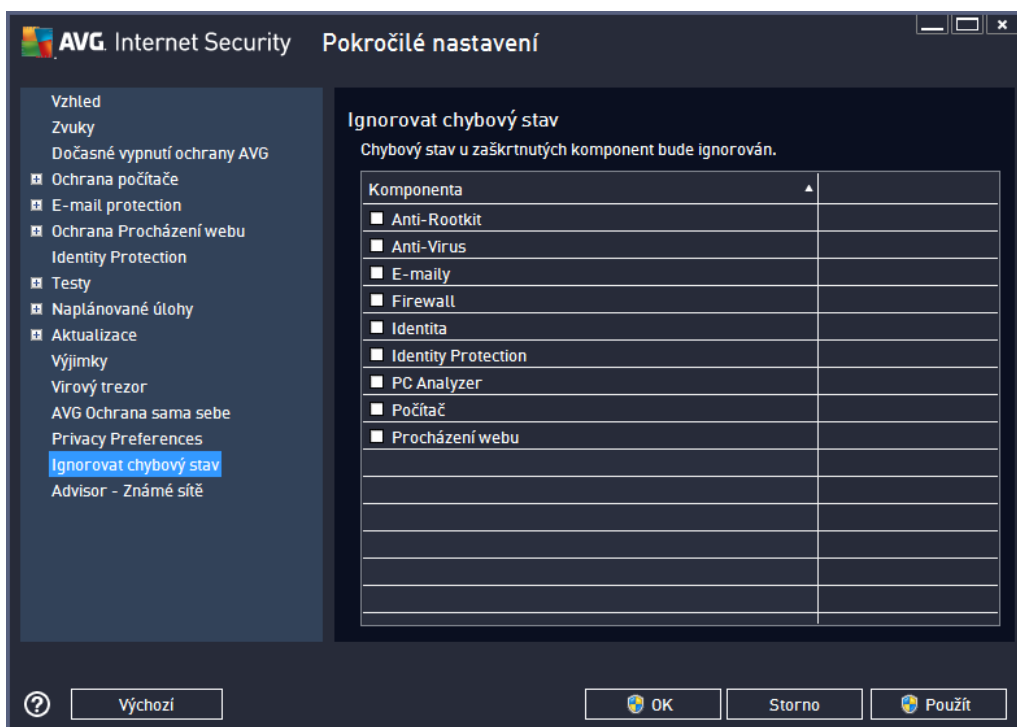 AVG. Internet Security Pokročilé nastavení
Vzhled
Zvuky
Dočasné vypnutí ochrany AVG
Ochrana počítače
E-mail protection
Ochrana Procházení webu
Identity Protection
Testy
Naplánované úlohy
Aktualizace
Výjimky
Virový trezor
AVG Ochrana sama sebe
Privacy Preferences
Ignorovat chybový stav
Advisor - Známé sítě
Ignorovat chybový stav
Chybový stav u zaškrtnutých komponent bude ignorován.
Komponenta
Anti-Rootkit
Anti-Virus
E-maily
Firewall
Identita
Identity Protection
PC Analyzer
Počítač
Procházení webu
? Výchozí OK Storno Použít